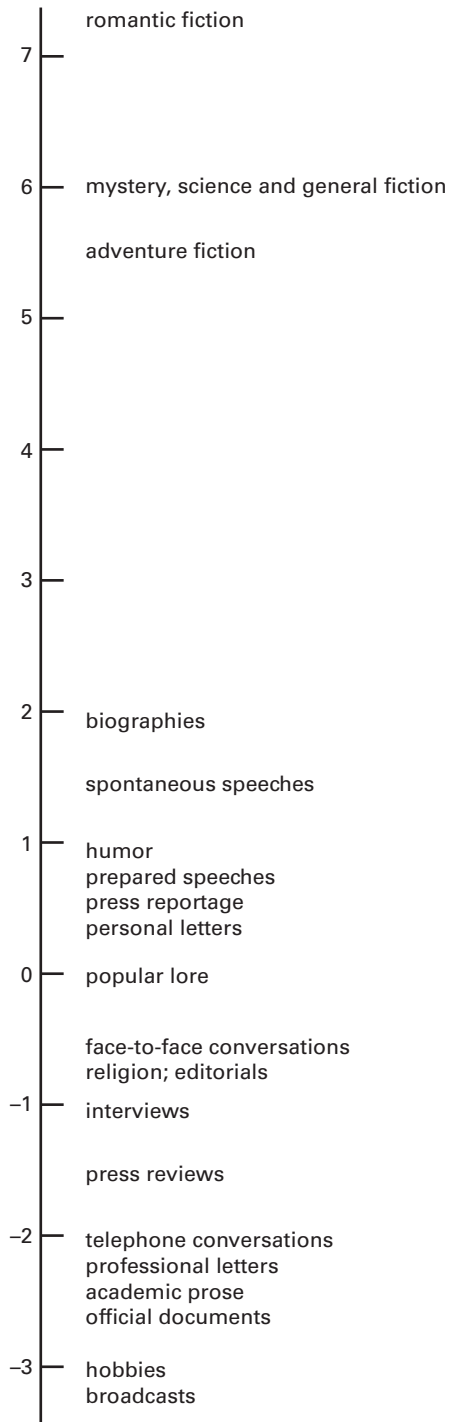 romantic fiction
7
6 mystery, science and general fiction
adventure fiction
5
4
3
2
biographies
spontaneous speeches
1
humor
prepared speeches
press reportage
personal letters
0 popular lore
face-to-face conversations
religion; editorials
–1 interviews
press reviews
–2 telephone conversations
professional letters
academic prose
official documents
–3 hobbies
broadcasts